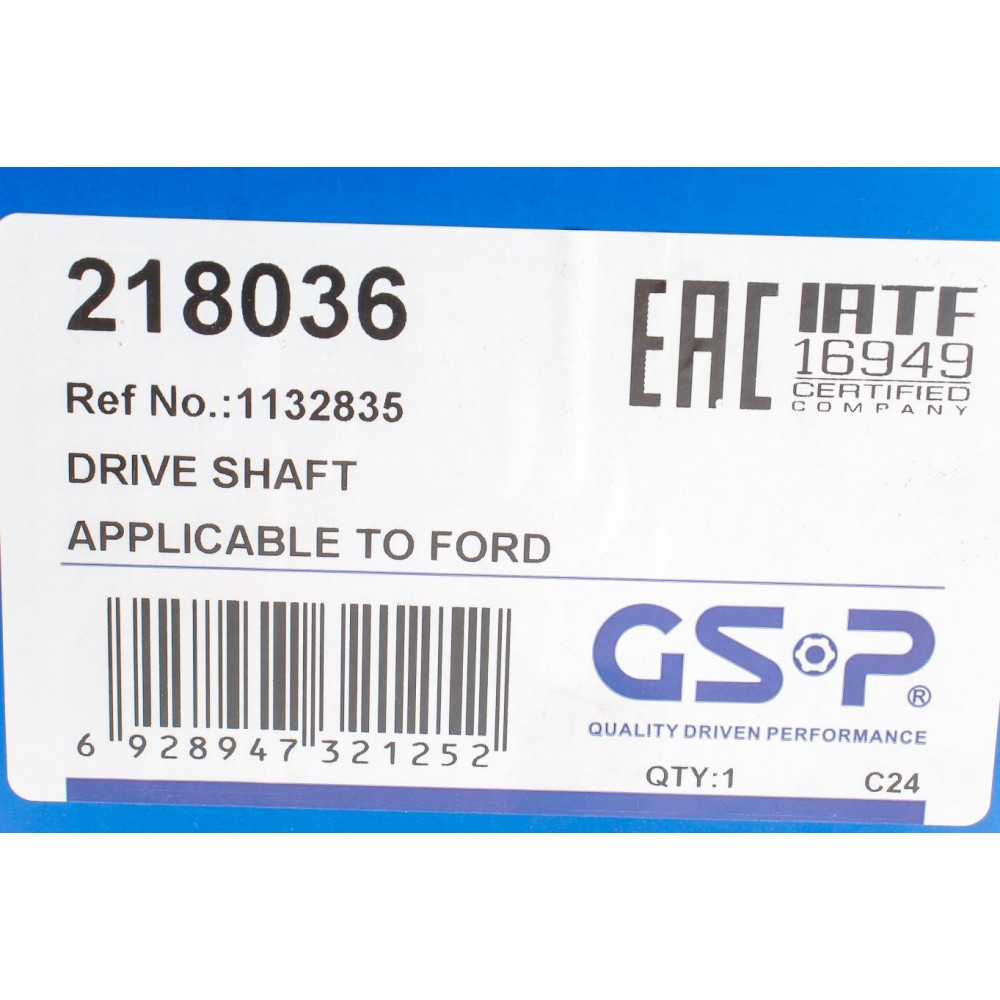 218036
Ref No.:1132835
DRIVE SHAFT
APPLICABLE TO FORD
EAC
IATF
16949
CERTIFIED
COMPANY
6 928947 321252
GSP®
QUALITY DRIVEN PERFORMANCE
QTY:1 C24